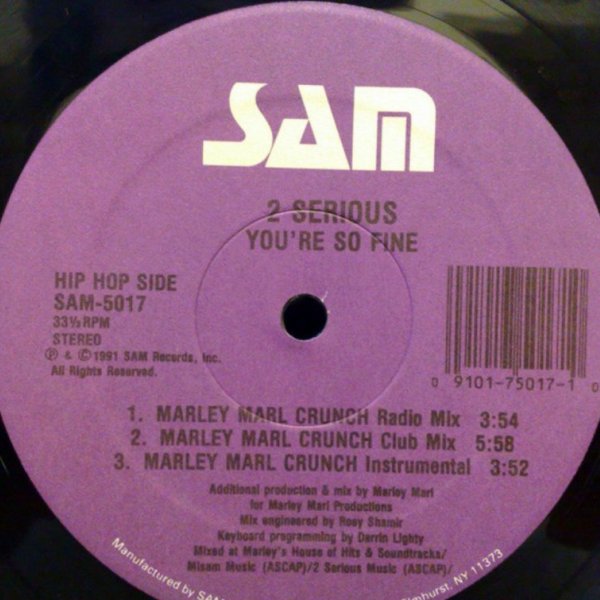 SAM
2 SERIOUS
YOU'RE SO FINE
HIP HOP SIDE
SAM-5017
33⅓ RPM
STEREO
℗ & © 1991 SAM Records, Inc.
All Rights Reserved.
0 9101-75017-1 0
1. MARLEY MARL CRUNCH Radio Mix 3:54
2. MARLEY MARL CRUNCH Club Mix 5:58
3. MARLEY MARL CRUNCH Instrumental 3:52
Additional production & mix by Marley Marl
for Marley Marl Productions
Mix engineered by Rosy Shamir
Keyboard programming by Darrin Lighty
Mixed at Marley's House of Hits & Soundtracks/
Misam Music (ASCAP)/2 Serious Music (ASCAP)/
Manufactured by SAM
Elmhurst, NY 11373